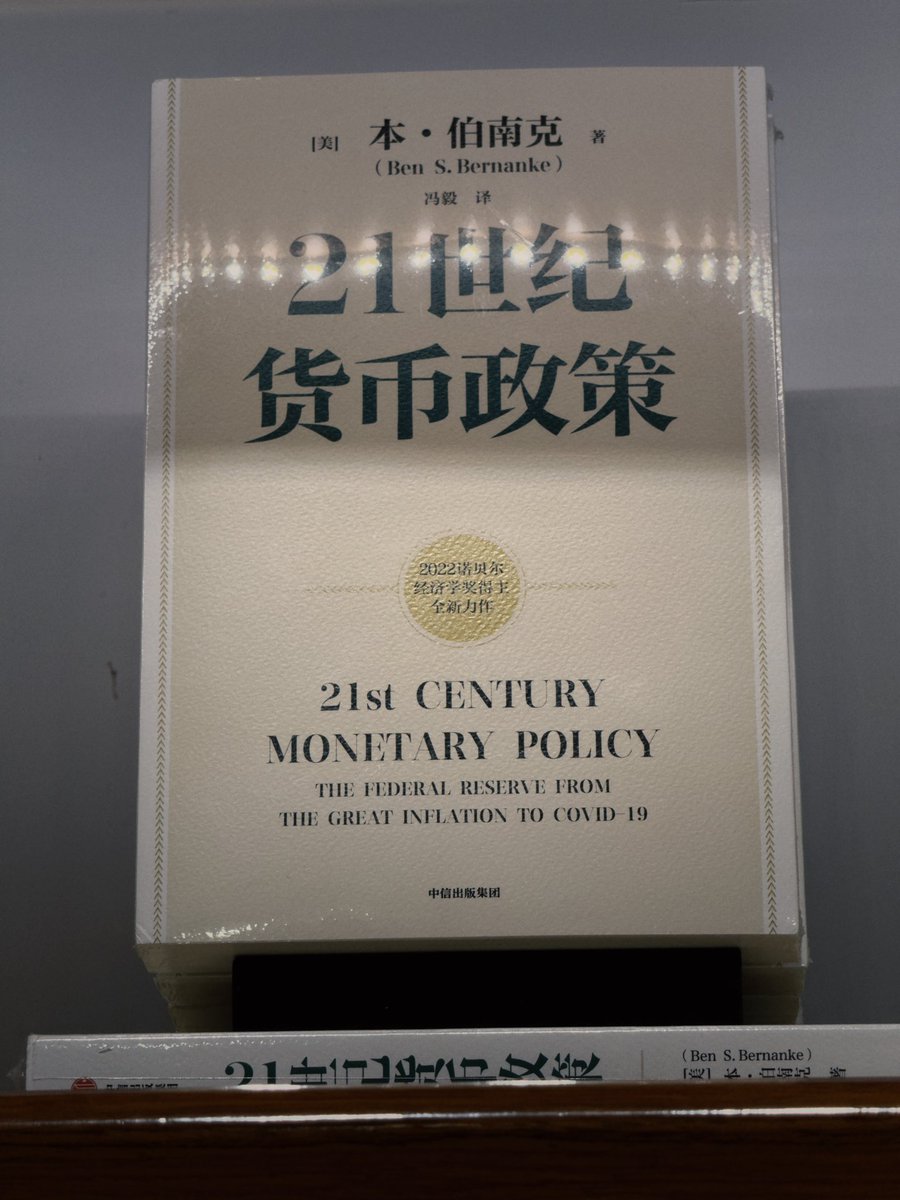 [美] 本·伯南克 著
(Ben S. Bernanke)
冯毅 译
21世纪
货币政策
2022诺贝尔
经济学奖得主
全新力作
21st CENTURY
MONETARY POLICY
THE FEDERAL RESERVE FROM
THE GREAT INFLATION TO COVID-19
中信出版集团
(Ben S. Bernanke)